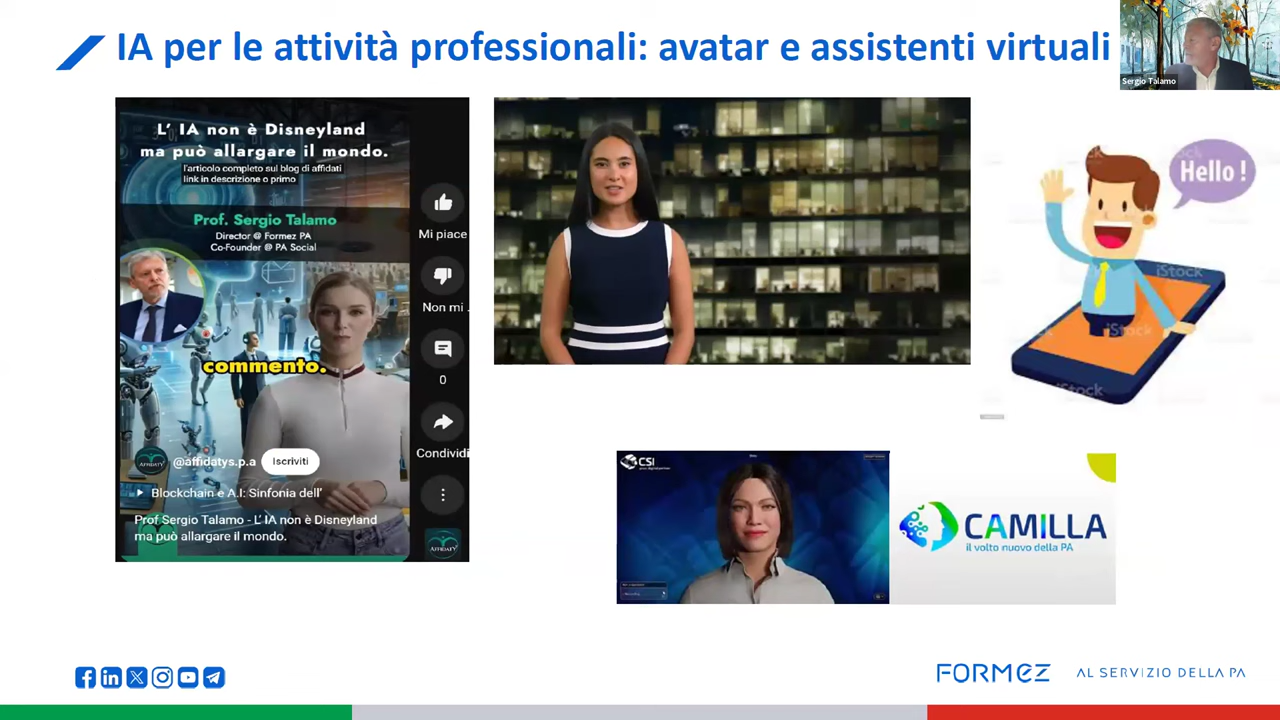 IA per le attività professionali: avatar e assistenti virtuali
Sergio Talamo
L’ IA non è Disneyland
ma può allargare il mondo.
l'articolo completo sul blog di affidati
link in descrizione o primo
Prof. Sergio Talamo
Director @ Formez PA
Co-Founder @ PA Social
commento.
@affidatys.p.a
Iscriviti
Blockchain e A.I: Sinfonia dell'
Prof Sergio Talamo - L’ IA non è Disneyland
ma può allargare il mondo.
Mi piace
Non mi .
0
Condividi
AFFIDATY
Hello !
iStock
iStock
iStock
CSI
CAMILLA
il volto nuovo della PA
FORMEZ
AL SERVIZIO DELLA PA